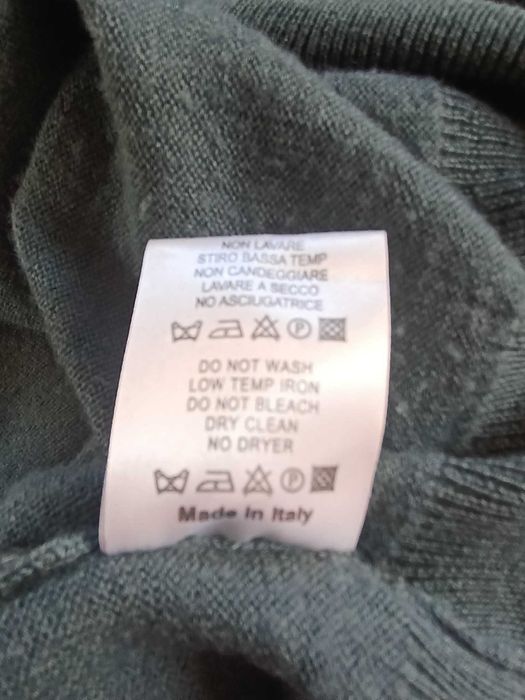 NON LAVARE
STIRO BASSA TEMP
NON CANDEGGIARE
LAVARE A SECCO
NO ASCIUGATRICE
P
DO NOT WASH
LOW TEMP IRON
DO NOT BLEACH
DRY CLEAN
NO DRYER
P
Made in Italy